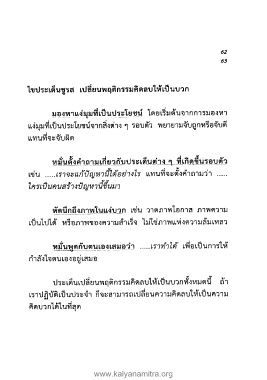 62
63
ไขประเด็นชูรส เปลี่ยนพฤติกรรมคิดลบให้เป็นบวก
มองหาแง่มุมที่เป็นประโยชน์ โดยเริ่มต้นจากการมองหา
แง่มุมที่เป็นประโยชน์จากสิ่งต่าง ๆ รอบตัว พยายามจับถูกหรือจับดี
แทนที่จะจับผิด
หมั่นตั้งคำถามเกี่ยวกับประเด็นต่าง ๆ ที่เกิดขึ้นรอบตัว
เช่น .....เราจะแก้ปัญหานี้ได้อย่างไร แทนที่จะตั้งคำถามว่า .....
ใครเป็นคนสร้างปัญหานี้ขึ้นมา
หัดนึกถึงภาพในแง่บวก เช่น วาดภาพโอกาส ภาพความ
เป็นไปได้ หรือภาพของความสำเร็จ ไม่ใช่ภาพแห่งความล้มเหลว
หมั่นพูดกับตนเองเสมอว่า .....เราทำได้ เพื่อเป็นการให้
กำลังใจตนเองอยู่เสมอ
ประเด็นเปลี่ยนพฤติกรรมคิดลบให้เป็นบวกทั้งหมดนี้ ถ้า
เราปฏิบัติเป็นประจำ ก็จะสามารถเปลี่ยนความคิดลบให้เป็นความ
คิดบวกได้ในที่สุด
www.kalyanamitra.org